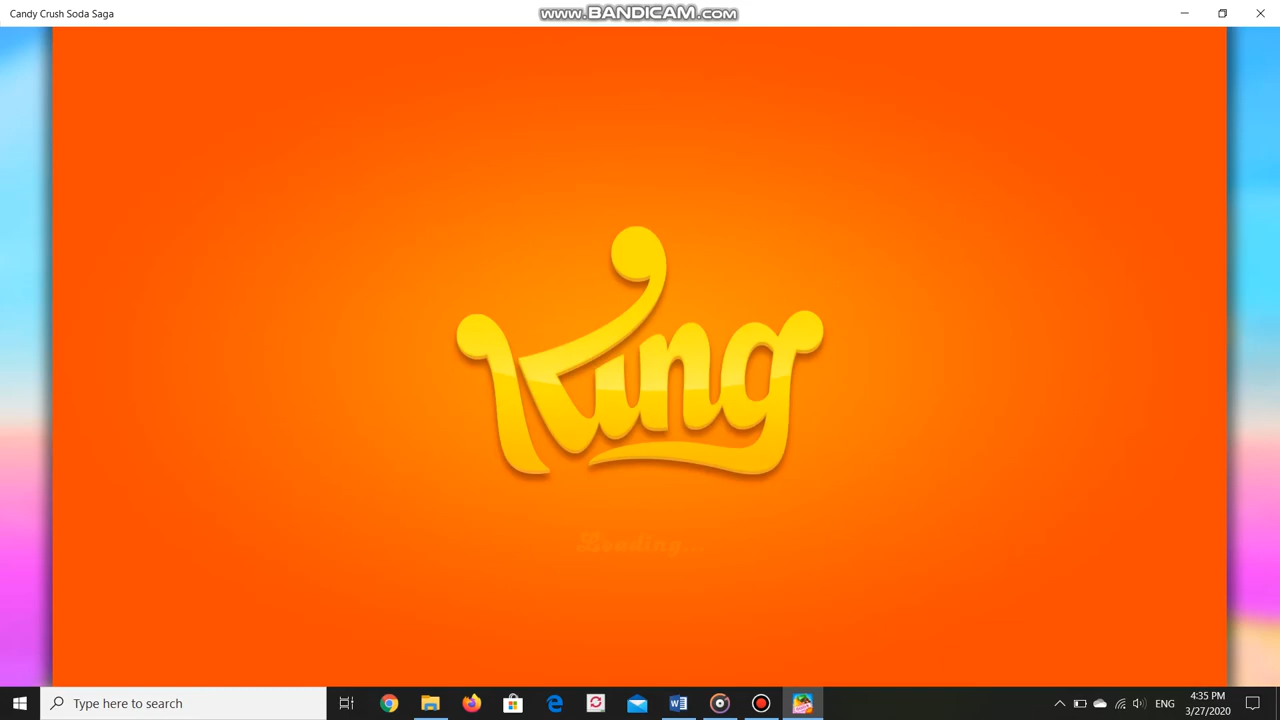 Candy Crush Soda Saga
www.BANDICAM.com
King
Loading...
Type here to search
ENG
4:35 PM
3/27/2020